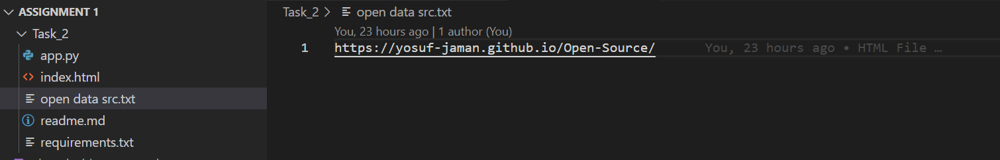 ASSIGNMENT 1
Task_2
app.py
index.html
open data src.txt
readme.md
requirements.txt
Task_2 > open data src.txt
You, 23 hours ago | 1 author (You)
1 https://yosuf-jaman.github.io/Open-Source/ You, 23 hours ago • HTML File …